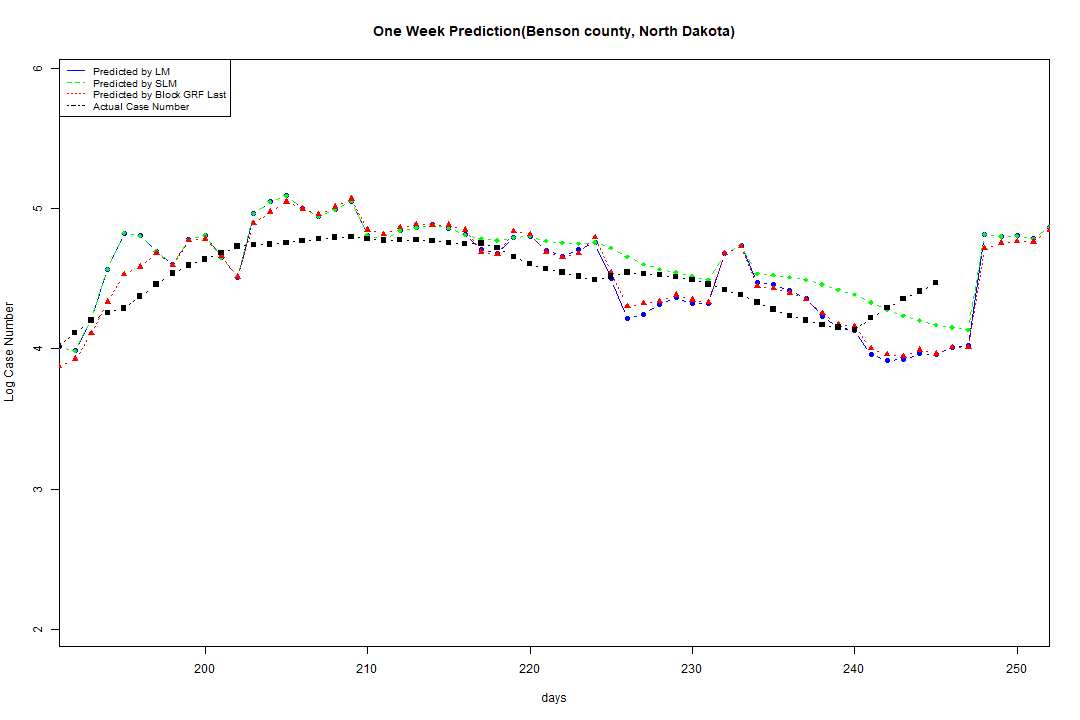 One Week Prediction(Benson county, North Dakota)
Predicted by LM
Predicted by SLM
Predicted by Block GRF Last
Actual Case Number
6
5
4
3
2
Log Case Number
200 210 220 230 240 250
days